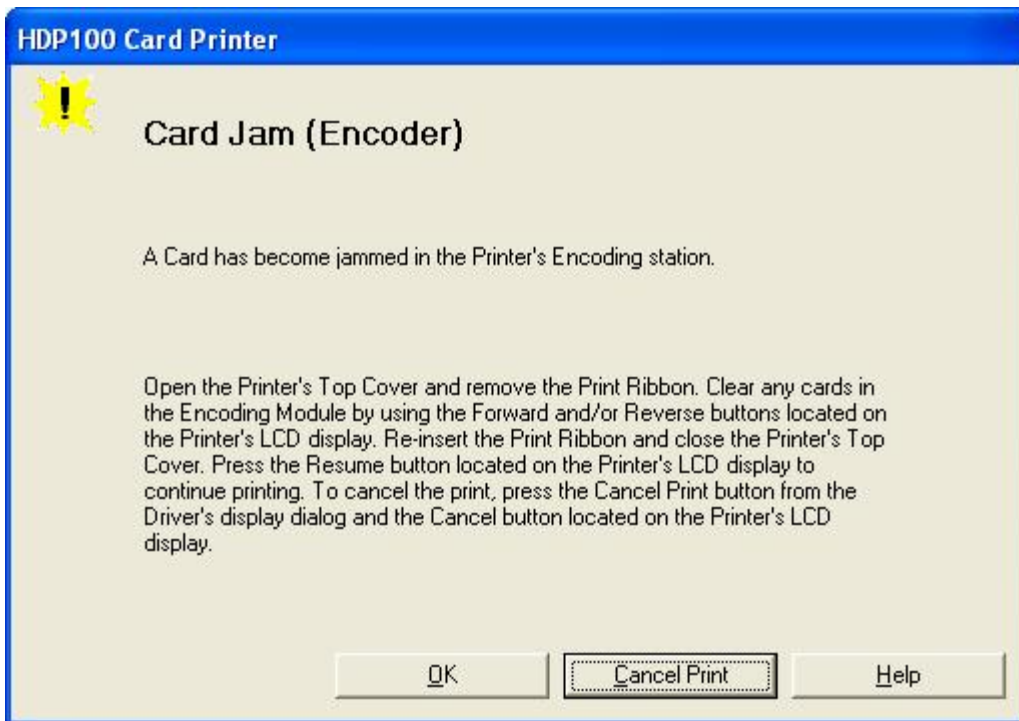 HDP100 Card Printer
Card Jam (Encoder)
A Card has become jammed in the Printer's Encoding station.
Open the Printer's Top Cover and remove the Print Ribbon. Clear any cards in
the Encoding Module by using the Forward and/or Reverse buttons located on
the Printer's LCD display. Re-insert the Print Ribbon and close the Printer's Top
Cover. Press the Resume button located on the Printer's LCD display to
continue printing. To cancel the print, press the Cancel Print button from the
Driver's display dialog and the Cancel button located on the Printer's LCD
display.
OK Cancel Print Help